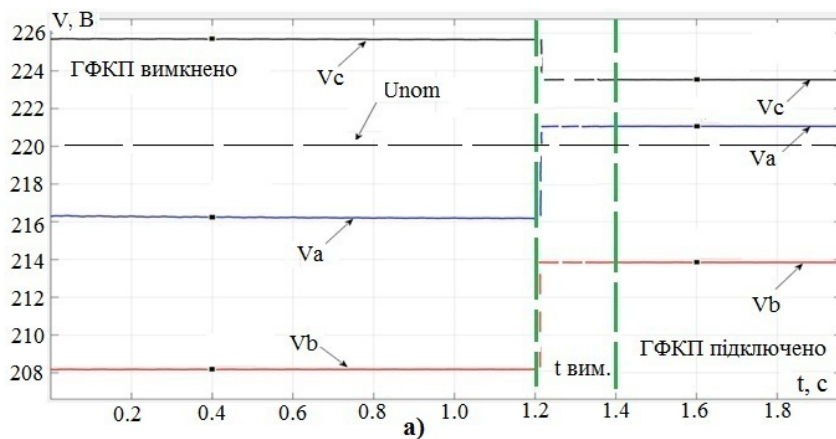 V, В
226
224
222
220
218
216
214
212
210
208
ГФКП вимкнено
Vc
Unom
Va
Vb
Vc
Va
Vb
t вим.
ГФКП підключено
t, c
0.2 0.4 0.6 0.8 1.0 1.2 1.4 1.6 1.8
а)